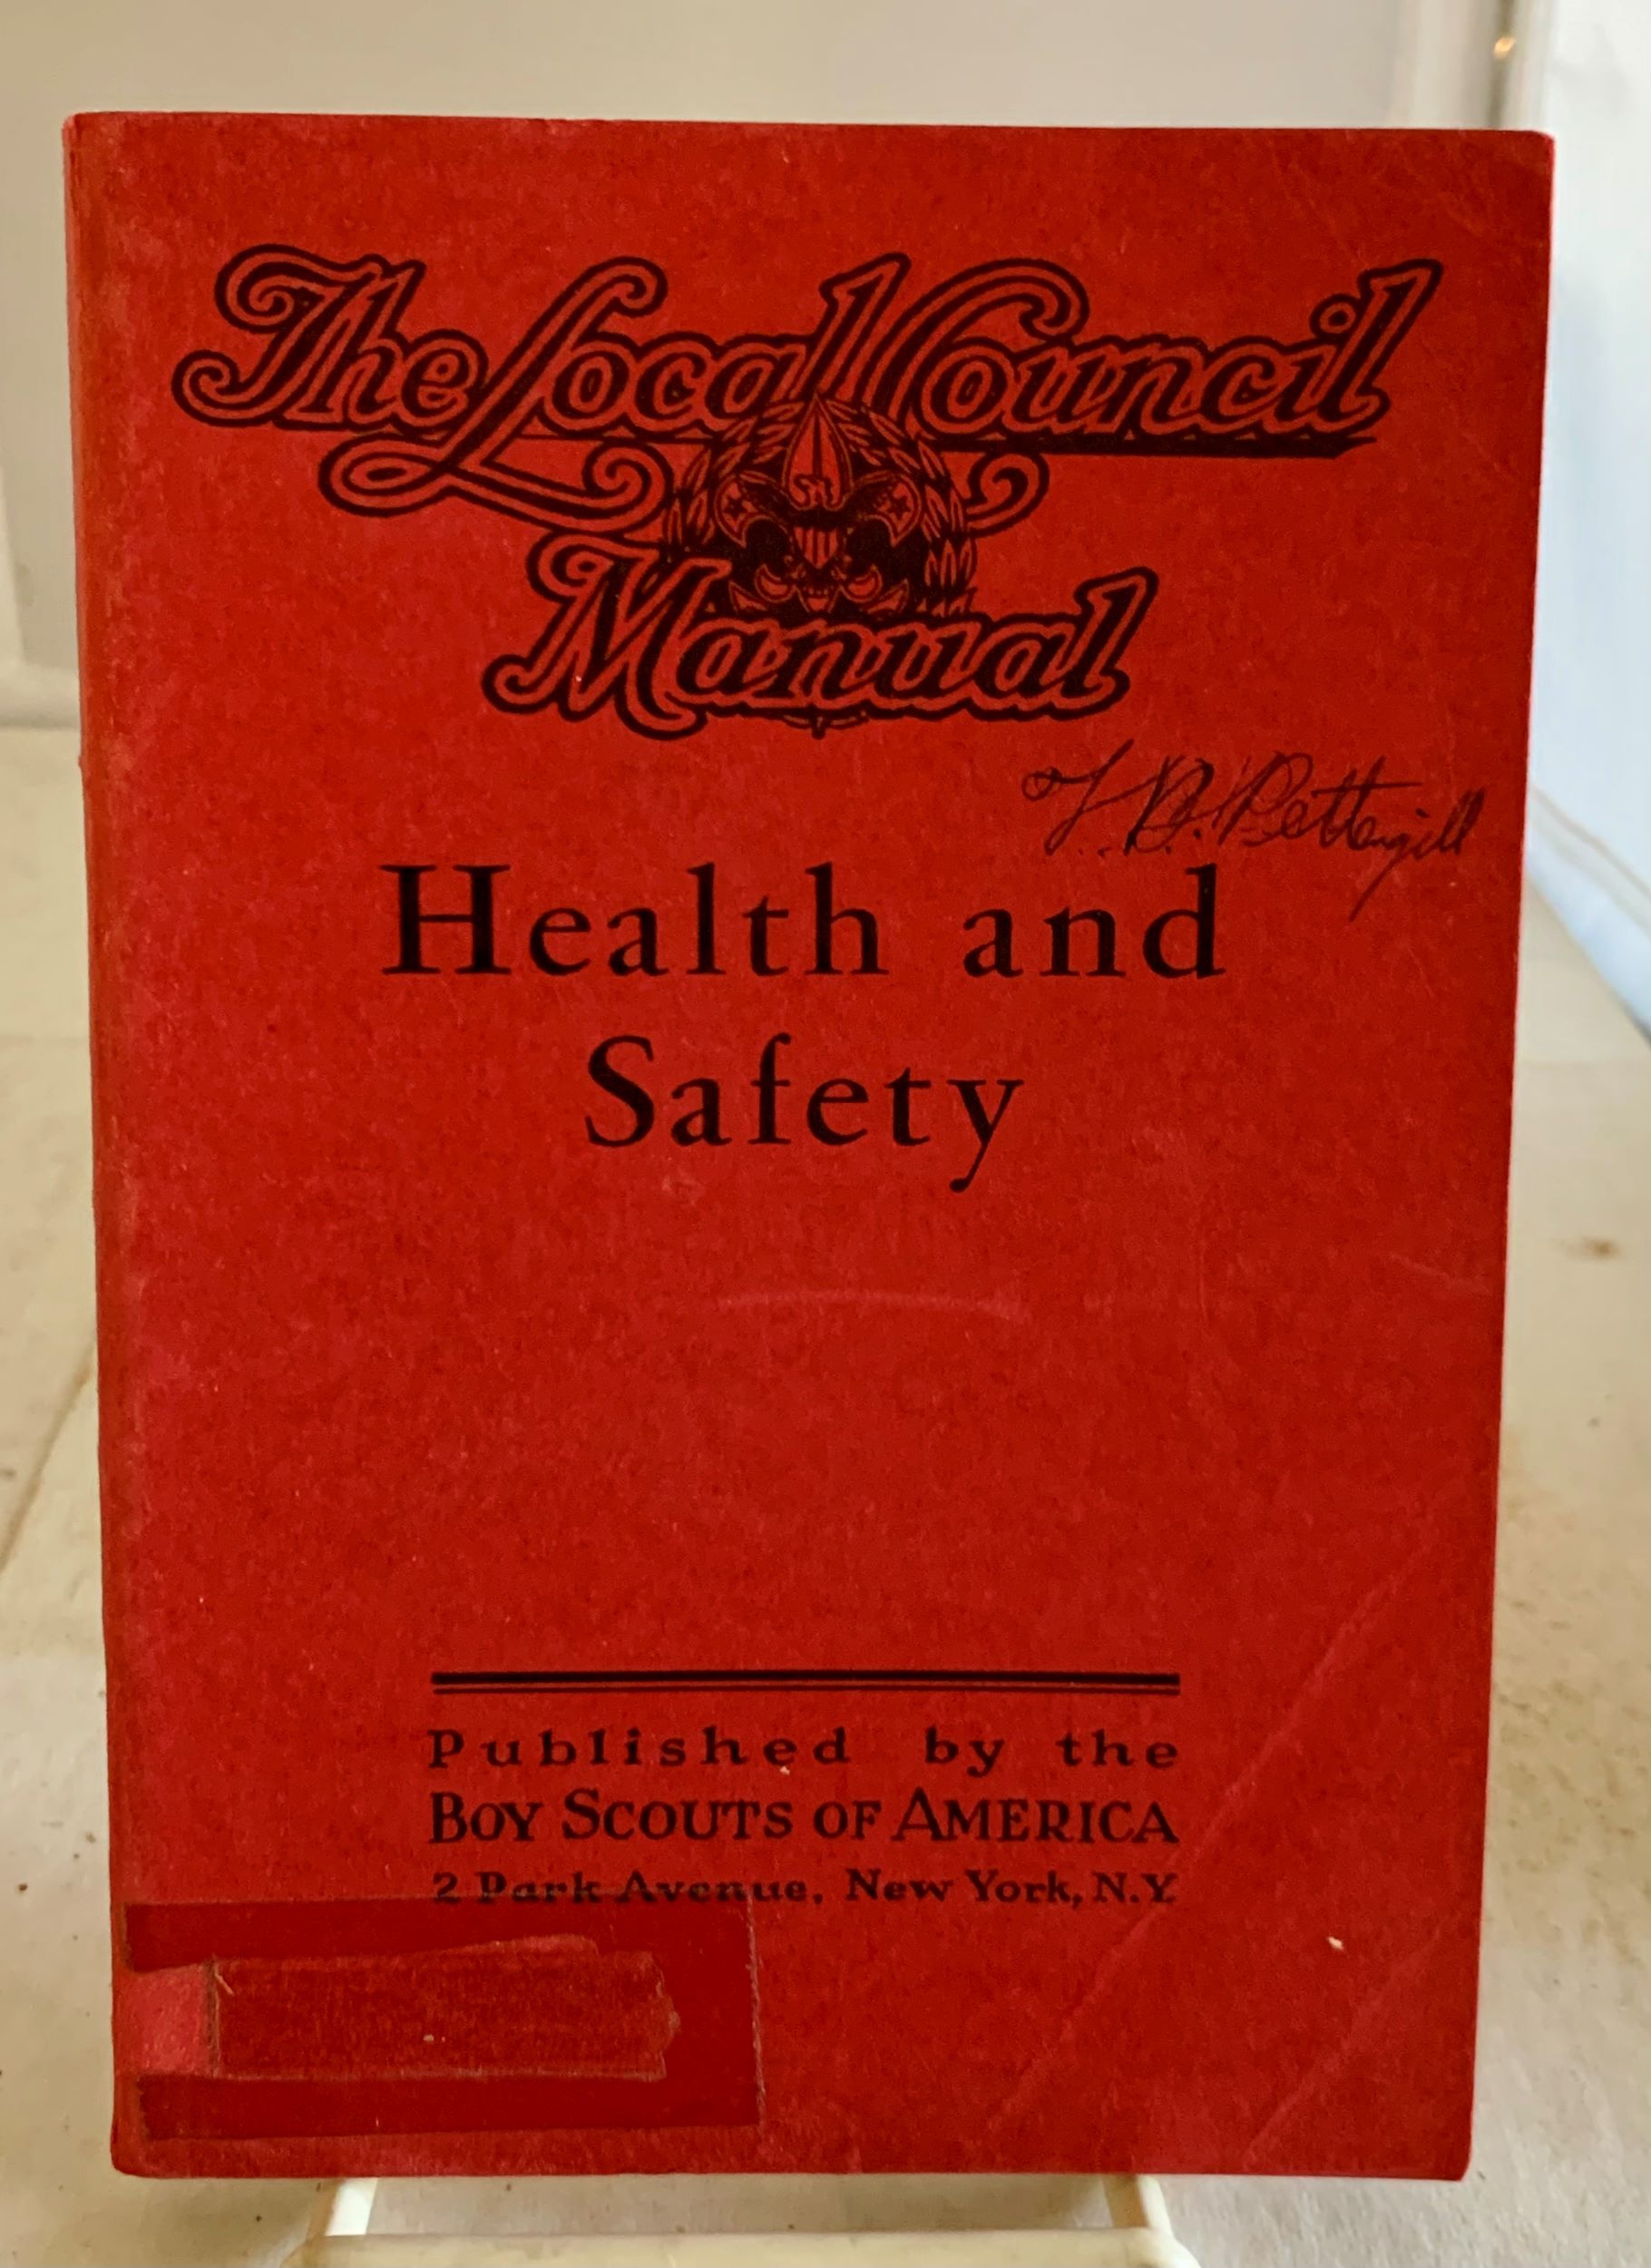 The Local Council
Manual
F. D. Pettengill
Health and
Safety
Published by the
BOY SCOUTS OF AMERICA
2 Park Avenue, New York, N.Y.